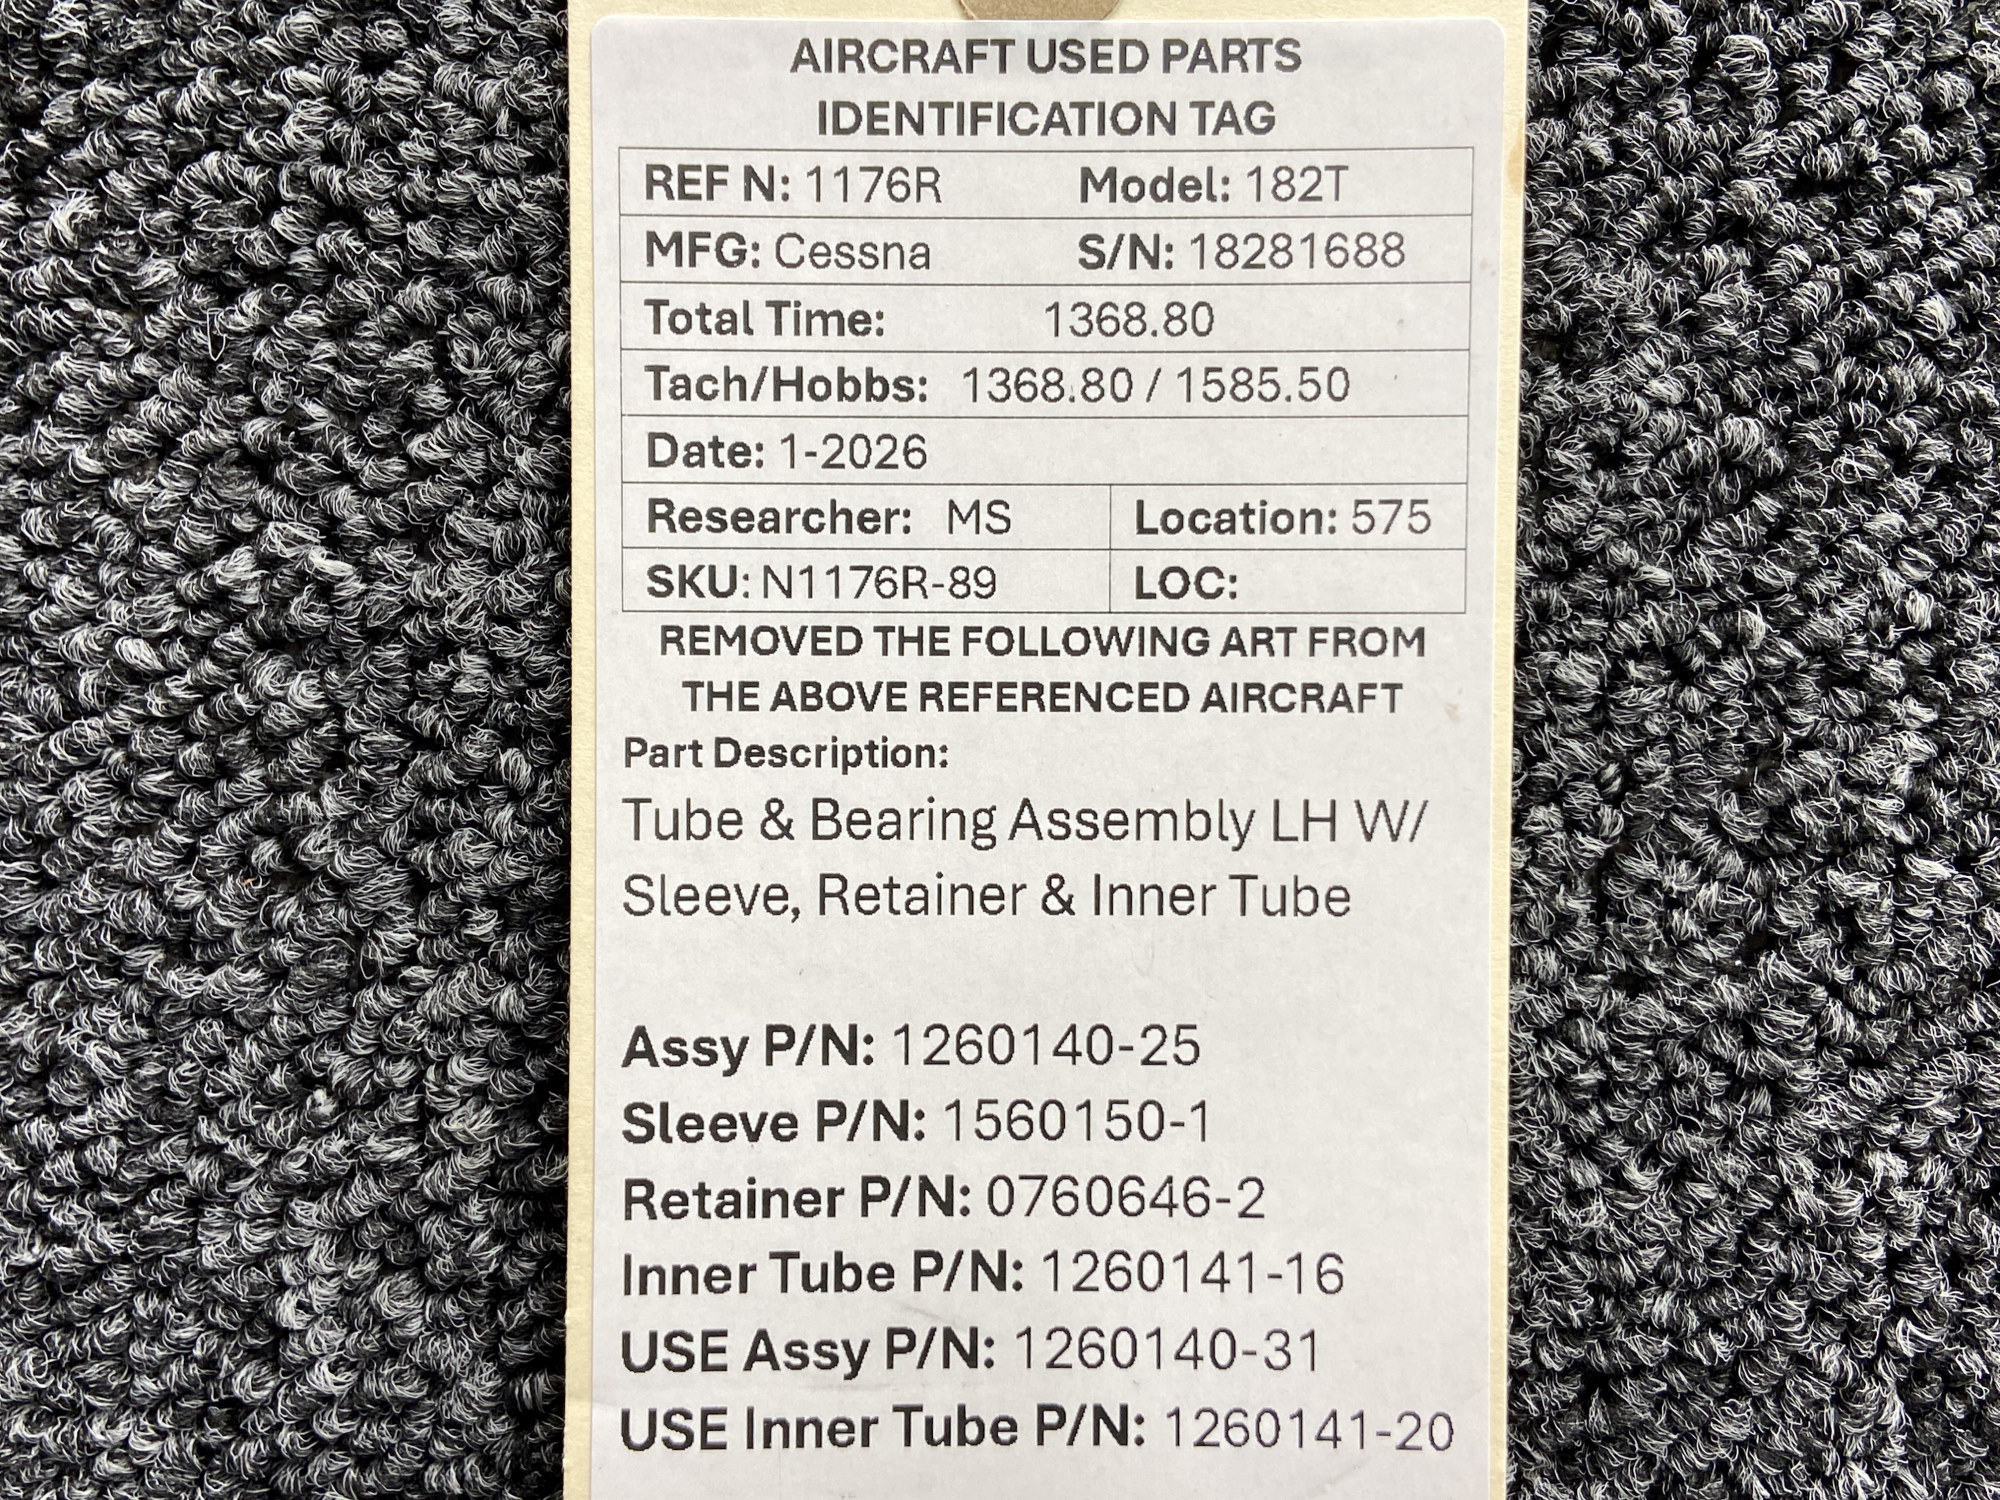 AIRCRAFT USED PARTS
IDENTIFICATION TAG
REF N: 1176R Model: 182T
MFG: Cessna S/N: 18281688
Total Time: 1368.80
Tach/Hobbs: 1368.80 / 1585.50
Date: 1-2026
Researcher: MS Location: 575
SKU: N1176R-89 LOC:
REMOVED THE FOLLOWING ART FROM
THE ABOVE REFERENCED AIRCRAFT
Part Description:
Tube & Bearing Assembly LH W/
Sleeve, Retainer & Inner Tube
Assy P/N: 1260140-25
Sleeve P/N: 1560150-1
Retainer P/N: 0760646-2
Inner Tube P/N: 1260141-16
USE Assy P/N: 1260140-31
USE Inner Tube P/N: 1260141-20